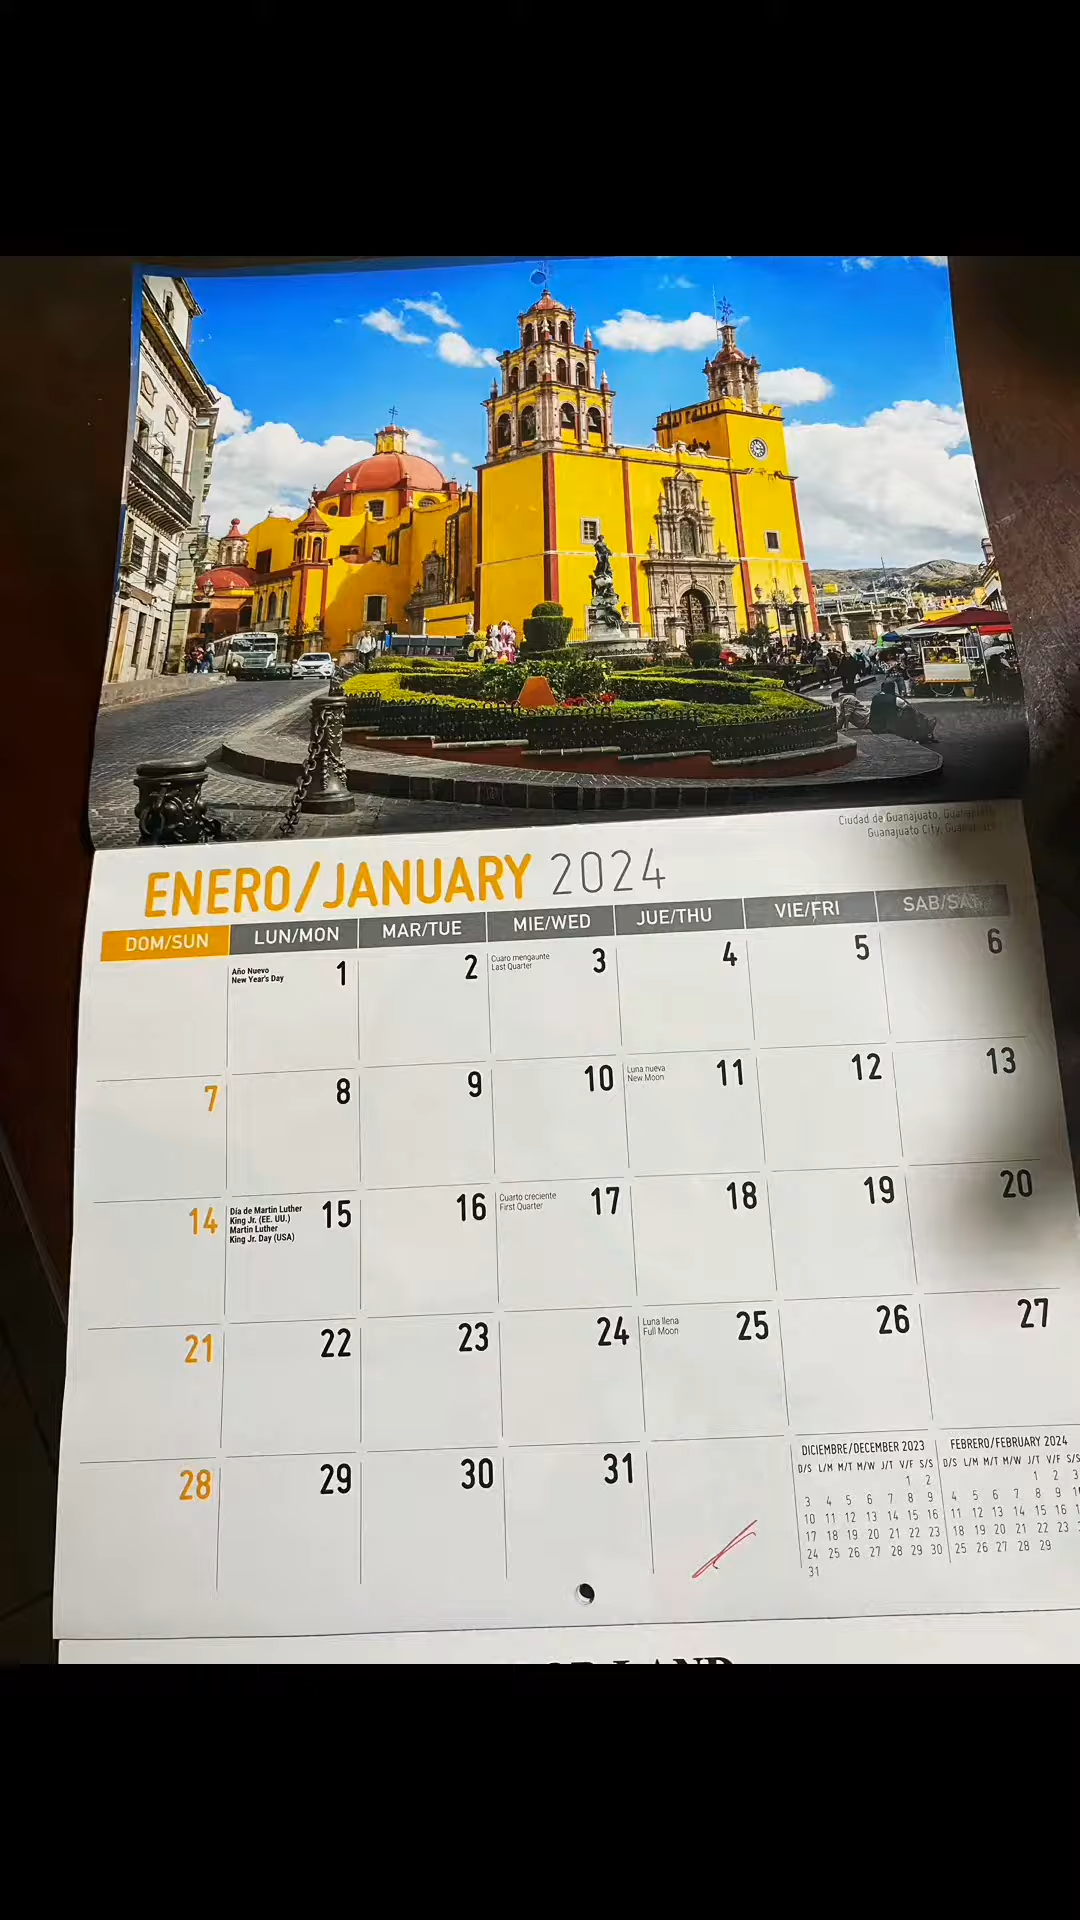 Ciudad de Guanajuato, Guanajuato
Guanajuato City, Guanajuato
ENERO/JANUARY 2024
DOM/SUN LUN/MON MAR/TUE MIE/WED JUE/THU VIE/FRI SAB/SAT
Año Nuevo
New Year's Day
1 2
Cuaro mengaunte
Last Quarter
3 4 5 6
7 8 9 10
Luna nueva
New Moon
11 12 13
14
Día de Martin Luther
King Jr. (EE. UU.)
Martin Luther
King Jr. Day (USA)
15 16
Cuarto creciente
First Quarter
17 18 19 20
21 22 23 24
Luna llena
Full Moon
25 26 27
28 29 30 31
DICIEMBRE/DECEMBER 2023
D/S L/M M/T M/W J/T V/F S/S
1 2
3 4 5 6 7 8 9
10 11 12 13 14 15 16
17 18 19 20 21 22 23
24 25 26 27 28 29 30
31
FEBRERO/FEBRUARY 2024
D/S L/M M/T M/W J/T V/F S/S
1 2 3
4 5 6 7 8 9
11 12 13 14 15 16
18 19 20 21 22 23
25 26 27 28 29
LAND